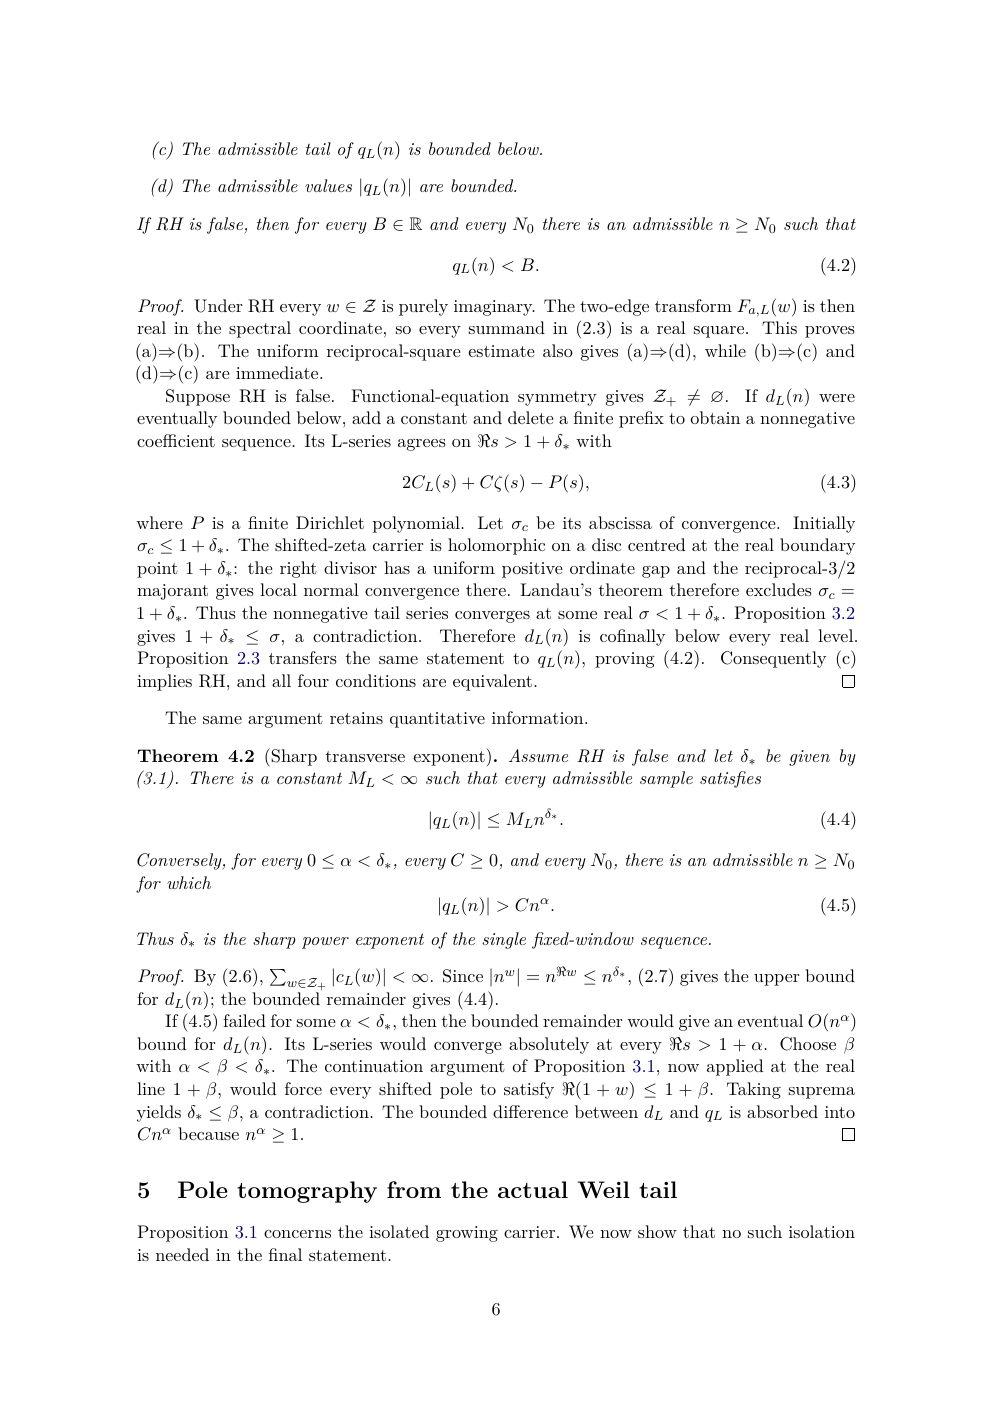 (c) The admissible tail of q_L(n) is bounded below.
(d) The admissible values |q_L(n)| are bounded.
If RH is false, then for every B ∈ ℝ and every N_0 there is an admissible n ≥ N_0 such that
q_L(n) < B. (4.2)
Proof. Under RH every w ∈ 𝒵 is purely imaginary. The two-edge transform F_{a,L}(w) is then
real in the spectral coordinate, so every summand in (2.3) is a real square. This proves
(a)⇒(b). The uniform reciprocal-square estimate also gives (a)⇒(d), while (b)⇒(c) and
(d)⇒(c) are immediate.
Suppose RH is false. Functional-equation symmetry gives 𝒵_+ ≠ ∅. If d_L(n) were
eventually bounded below, add a constant and delete a finite prefix to obtain a nonnegative
coefficient sequence. Its L-series agrees on ℜs > 1 + δ_* with
2C_L(s) + Cζ(s) − P(s), (4.3)
where P is a finite Dirichlet polynomial. Let σ_c be its abscissa of convergence. Initially
σ_c ≤ 1 + δ_*. The shifted-zeta carrier is holomorphic on a disc centred at the real boundary
point 1 + δ_*: the right divisor has a uniform positive ordinate gap and the reciprocal-3/2
majorant gives local normal convergence there. Landau's theorem therefore excludes σ_c =
1 + δ_*. Thus the nonnegative tail series converges at some real σ < 1 + δ_*. Proposition 3.2
gives 1 + δ_* ≤ σ, a contradiction. Therefore d_L(n) is cofinally below every real level.
Proposition 2.3 transfers the same statement to q_L(n), proving (4.2). Consequently (c)
implies RH, and all four conditions are equivalent. □
The same argument retains quantitative information.
Theorem 4.2 (Sharp transverse exponent). Assume RH is false and let δ_* be given by
(3.1). There is a constant M_L < ∞ such that every admissible sample satisfies
|q_L(n)| ≤ M_L n^{δ_*}. (4.4)
Conversely, for every 0 ≤ α < δ_*, every C ≥ 0, and every N_0, there is an admissible n ≥ N_0
for which
|q_L(n)| > Cn^α. (4.5)
Thus δ_* is the sharp power exponent of the single fixed-window sequence.
Proof. By (2.6), ∑_{w∈𝒵_+} |c_L(w)| < ∞. Since |n^w| = n^{ℜw} ≤ n^{δ_*}, (2.7) gives the upper bound
for d_L(n); the bounded remainder gives (4.4).
If (4.5) failed for some α < δ_*, then the bounded remainder would give an eventual O(n^α)
bound for d_L(n). Its L-series would converge absolutely at every ℜs > 1 + α. Choose β
with α < β < δ_*. The continuation argument of Proposition 3.1, now applied at the real
line 1 + β, would force every shifted pole to satisfy ℜ(1 + w) ≤ 1 + β. Taking suprema
yields δ_* ≤ β, a contradiction. The bounded difference between d_L and q_L is absorbed into
Cn^α because n^α ≥ 1. □
5 Pole tomography from the actual Weil tail
Proposition 3.1 concerns the isolated growing carrier. We now show that no such isolation
is needed in the final statement.
6